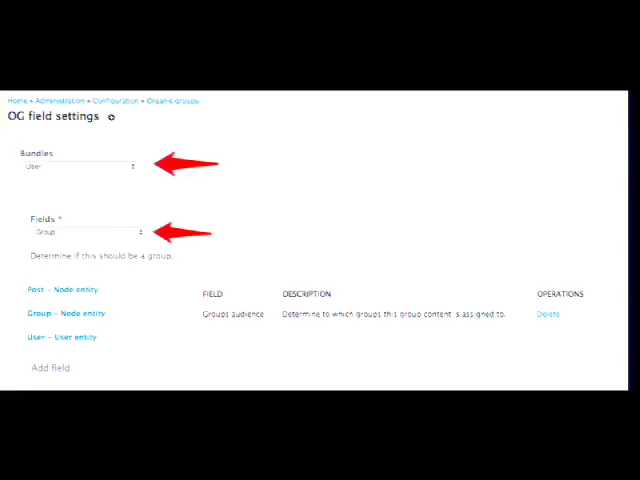 Home » Administration » Configuration » Organic groups
OG field settings
Bundles
User
Fields *
Group
Determine if this should be a group.
Post - Node entity
Group - Node entity
User - User entity
FIELD DESCRIPTION OPERATIONS
Groups audience Determine to which groups this group content is assigned to. Delete
Add field